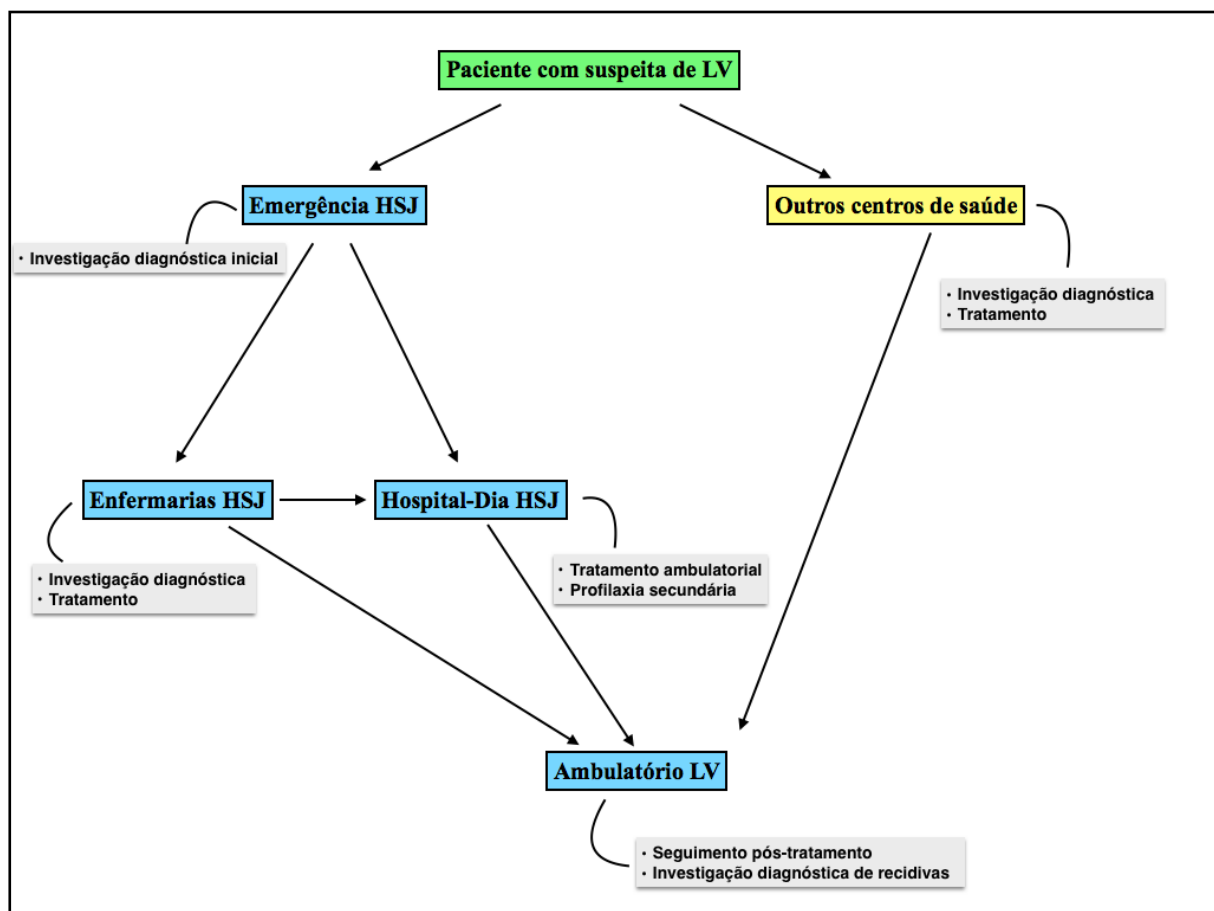 Paciente com suspeita de LV
Emergência HSJ
Outros centros de saúde
· Investigação diagnóstica inicial
· Investigação diagnóstica
· Tratamento
Enfermarias HSJ
Hospital-Dia HSJ
· Investigação diagnóstica
· Tratamento
· Tratamento ambulatorial
· Profilaxia secundária
Ambulatório LV
· Seguimento pós-tratamento
· Investigação diagnóstica de recidivas